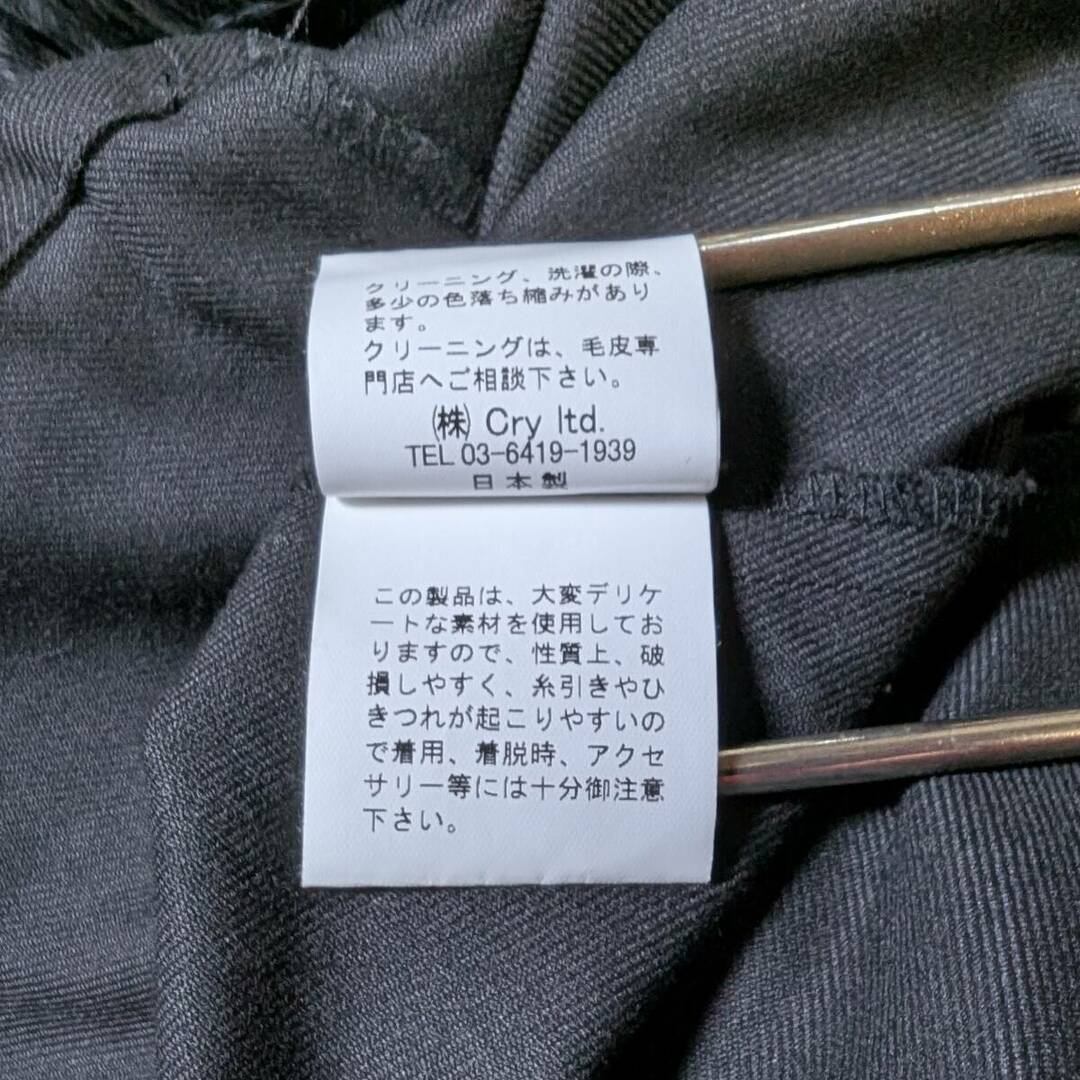 クリーニング、洗濯の際、
多少の色落ち縮みがあり
ます。
クリーニングは、毛皮専
門店へご相談下さい。
㈱ Cry ltd.
TEL 03-6419-1939
日本製
この製品は、大変デリケ
ートな素材を使用してお
りますので、性質上、破
損しやすく、糸引きやひ
きつれが起こりやすいの
で着用、着脱時、アクセ
サリー等には十分御注意
下さい。